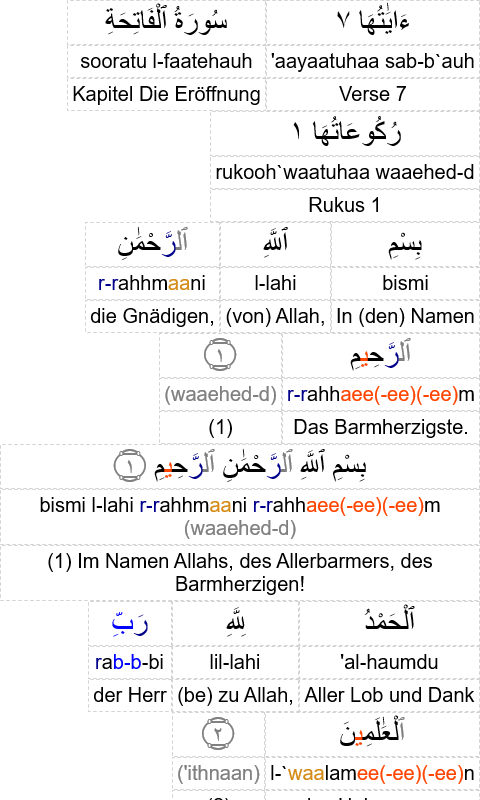 سُورَةُ ٱلْفَاتِحَةِ ءَايَٰتُهَا ٧
sooratu l-faatehauh 'aayaatuhaa sab-b`auh
Kapitel Die Eröffnung Verse 7
رُكُوعَاتُهَا ١
rukooh`waatuhaa waaehed-d
Rukus 1
بِسْمِ ٱللَّهِ ٱلرَّحْمَٰنِ
r-rahhmaani l-lahi bismi
die Gnädigen, (von) Allah, In (den) Namen
ٱلرَّحِيمِ ١
(waaehed-d) r-rahhaee(-ee)(-ee)m
(1) Das Barmherzigste.
بِسْمِ ٱللَّهِ ٱلرَّحْمَٰنِ ٱلرَّحِيمِ ١
bismi l-lahi r-rahhmaani r-rahhaee(-ee)(-ee)m
(waaehed-d)
(1) Im Namen Allahs, des Allerbarmers, des
Barmherzigen!
ٱلْحَمْدُ لِلَّهِ رَبِّ
rab-b-bi lil-lahi 'al-haumdu
der Herr (be) zu Allah, Aller Lob und Dank
ٱلْعَٰلَمِينَ ٢
('ithnaan) l-`waalamee(-ee)(-ee)n